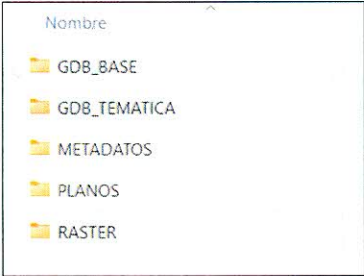 Nombre
GDB_BASE
GDB_TEMATICA
METADATOS
PLANOS
RASTER